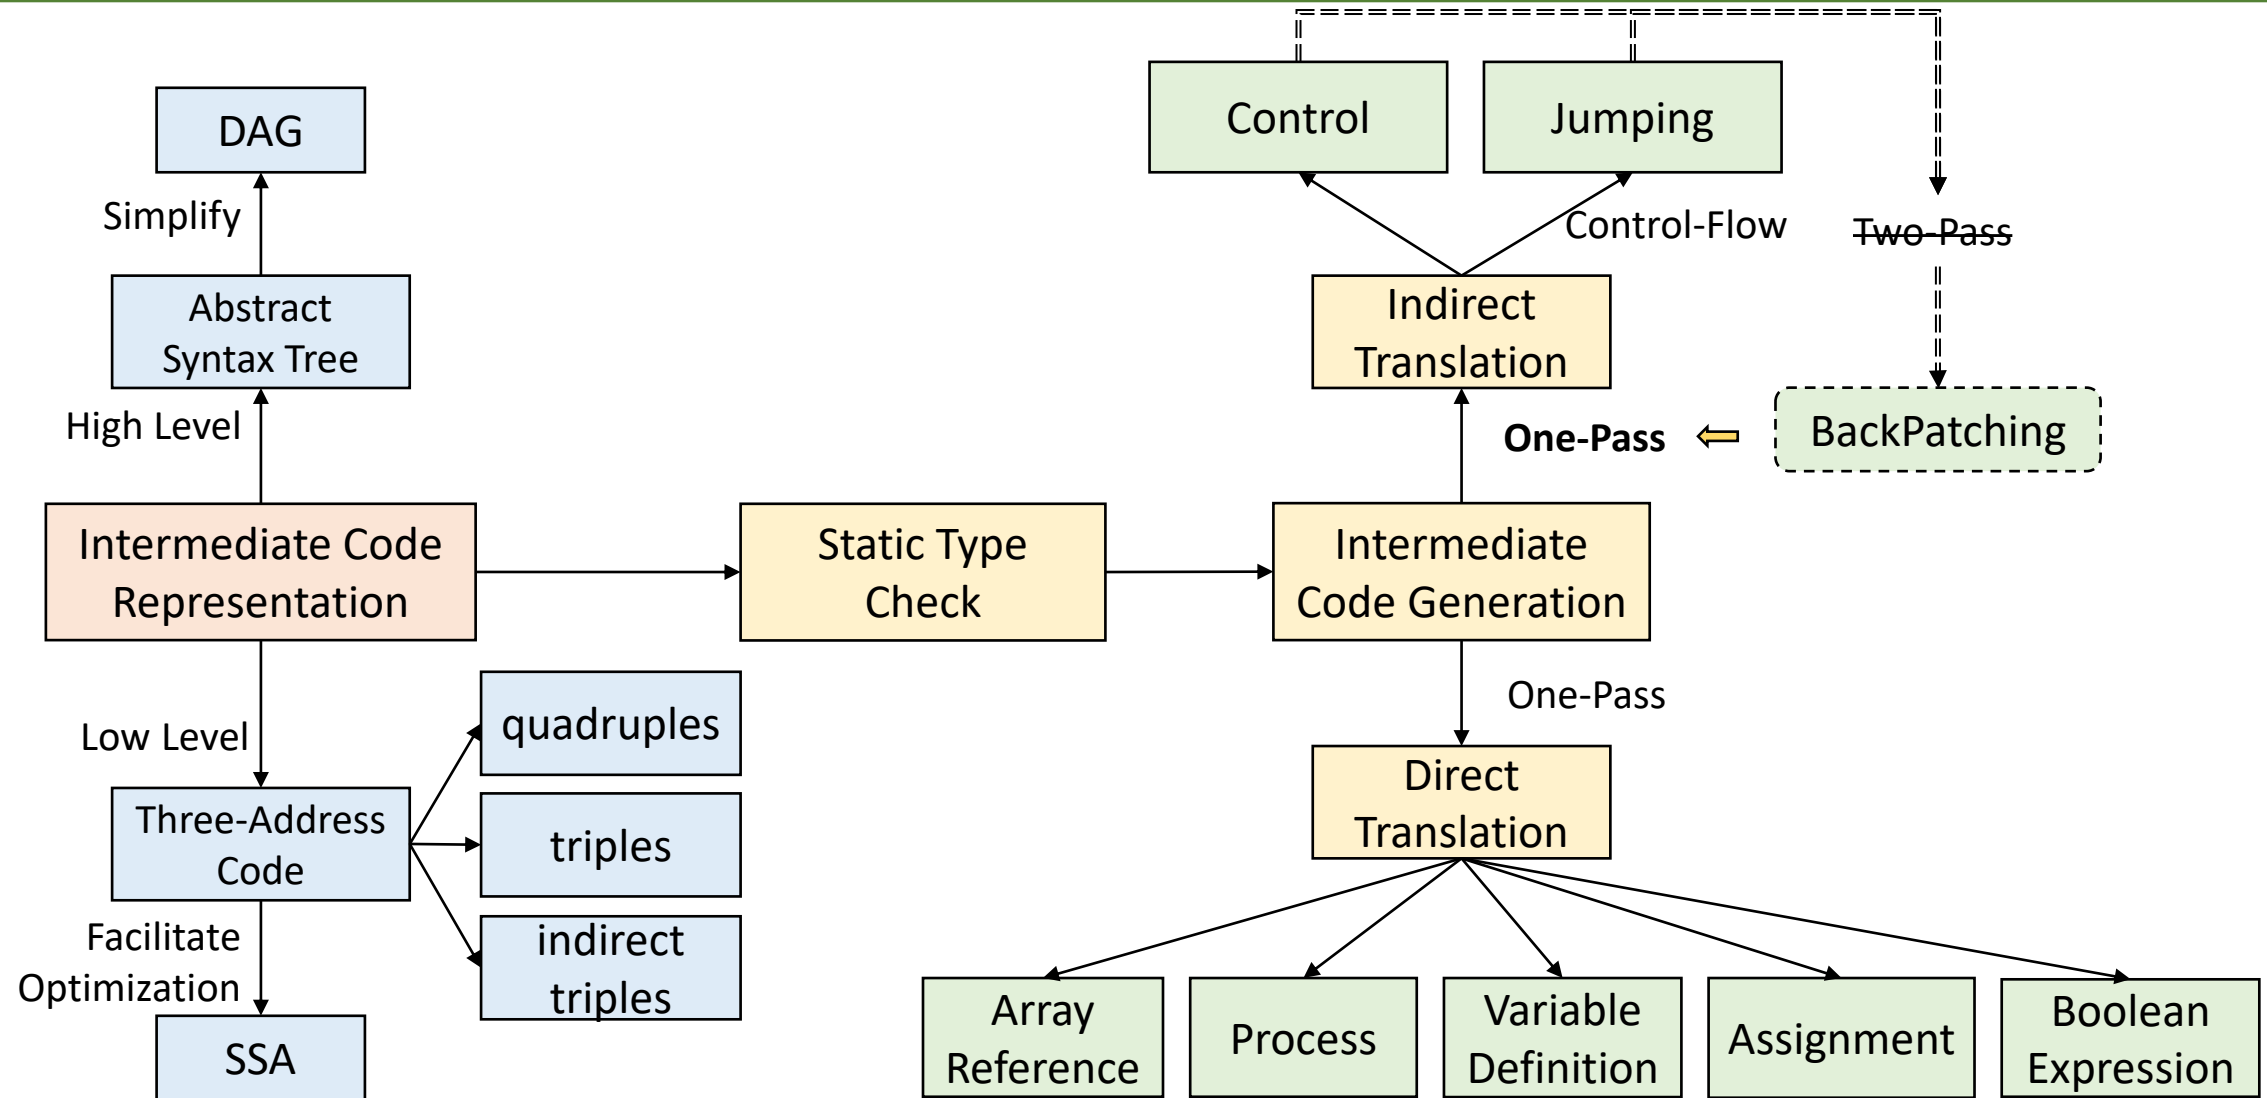 Control
Jumping
DAG
Simplify
Control-Flow
Two-Pass
Abstract
Syntax Tree
Indirect
Translation
High Level
One-Pass
BackPatching
Intermediate Code
Representation
Static Type
Check
Intermediate
Code Generation
Low Level
quadruples
One-Pass
Three-Address
Code
triples
Direct
Translation
Facilitate
Optimization
indirect
triples
SSA
Array
Reference
Process
Variable
Definition
Assignment
Boolean
Expression